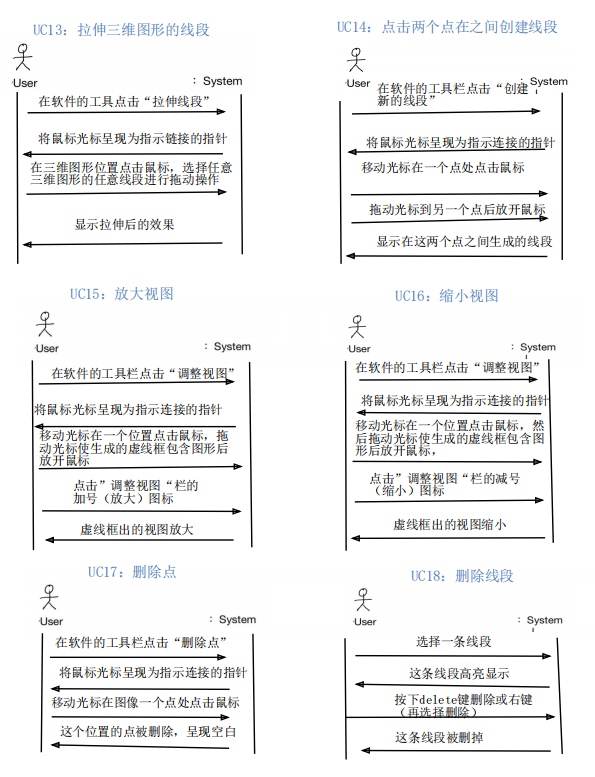 UC13: 拉伸三维图形的线段
User
: System
在软件的工具点击“拉伸线段”
将鼠标光标呈现为指示链接的指针
在三维图形位置点击鼠标，选择任意
三维图形的任意线段进行拖动操作
显示拉伸后的效果
UC14: 点击两个点在之间创建线段
User
: System
在软件的工具栏点击“创建
新的线段”
将鼠标光标呈现为指示连接的指针
移动光标在一个点处点击鼠标
拖动光标到另一个点后放开鼠标
显示在这两个点之间生成的线段
UC15: 放大视图
User
: System
在软件的工具栏点击“调整视图”
将鼠标光标呈现为指示连接的指针
移动光标在一个位置点击鼠标，拖
动光标使生成的虚线框包含图形后
放开鼠标
点击”调整视图“栏的
加号（放大）图标
虚线框出的视图放大
UC16: 缩小视图
User
: System
在软件的工具栏点击“调整视图”
将鼠标光标呈现为指示连接的指针
移动光标在一个位置点击鼠标，然
后拖动光标使生成的虚线框包含图
形后放开鼠标，
点击”调整视图“栏的减号
（缩小）图标
虚线框出的视图缩小
UC17: 删除点
User
: System
在软件的工具栏点击“删除点”
将鼠标光标呈现为指示连接的指针
移动光标在图像一个点处点击鼠标
这个位置的点被删除，呈现空白
UC18: 删除线段
User
: System
选择一条线段
这条线段高亮显示
按下delete键删除或右键
（再选择删除）
这条线段被删掉